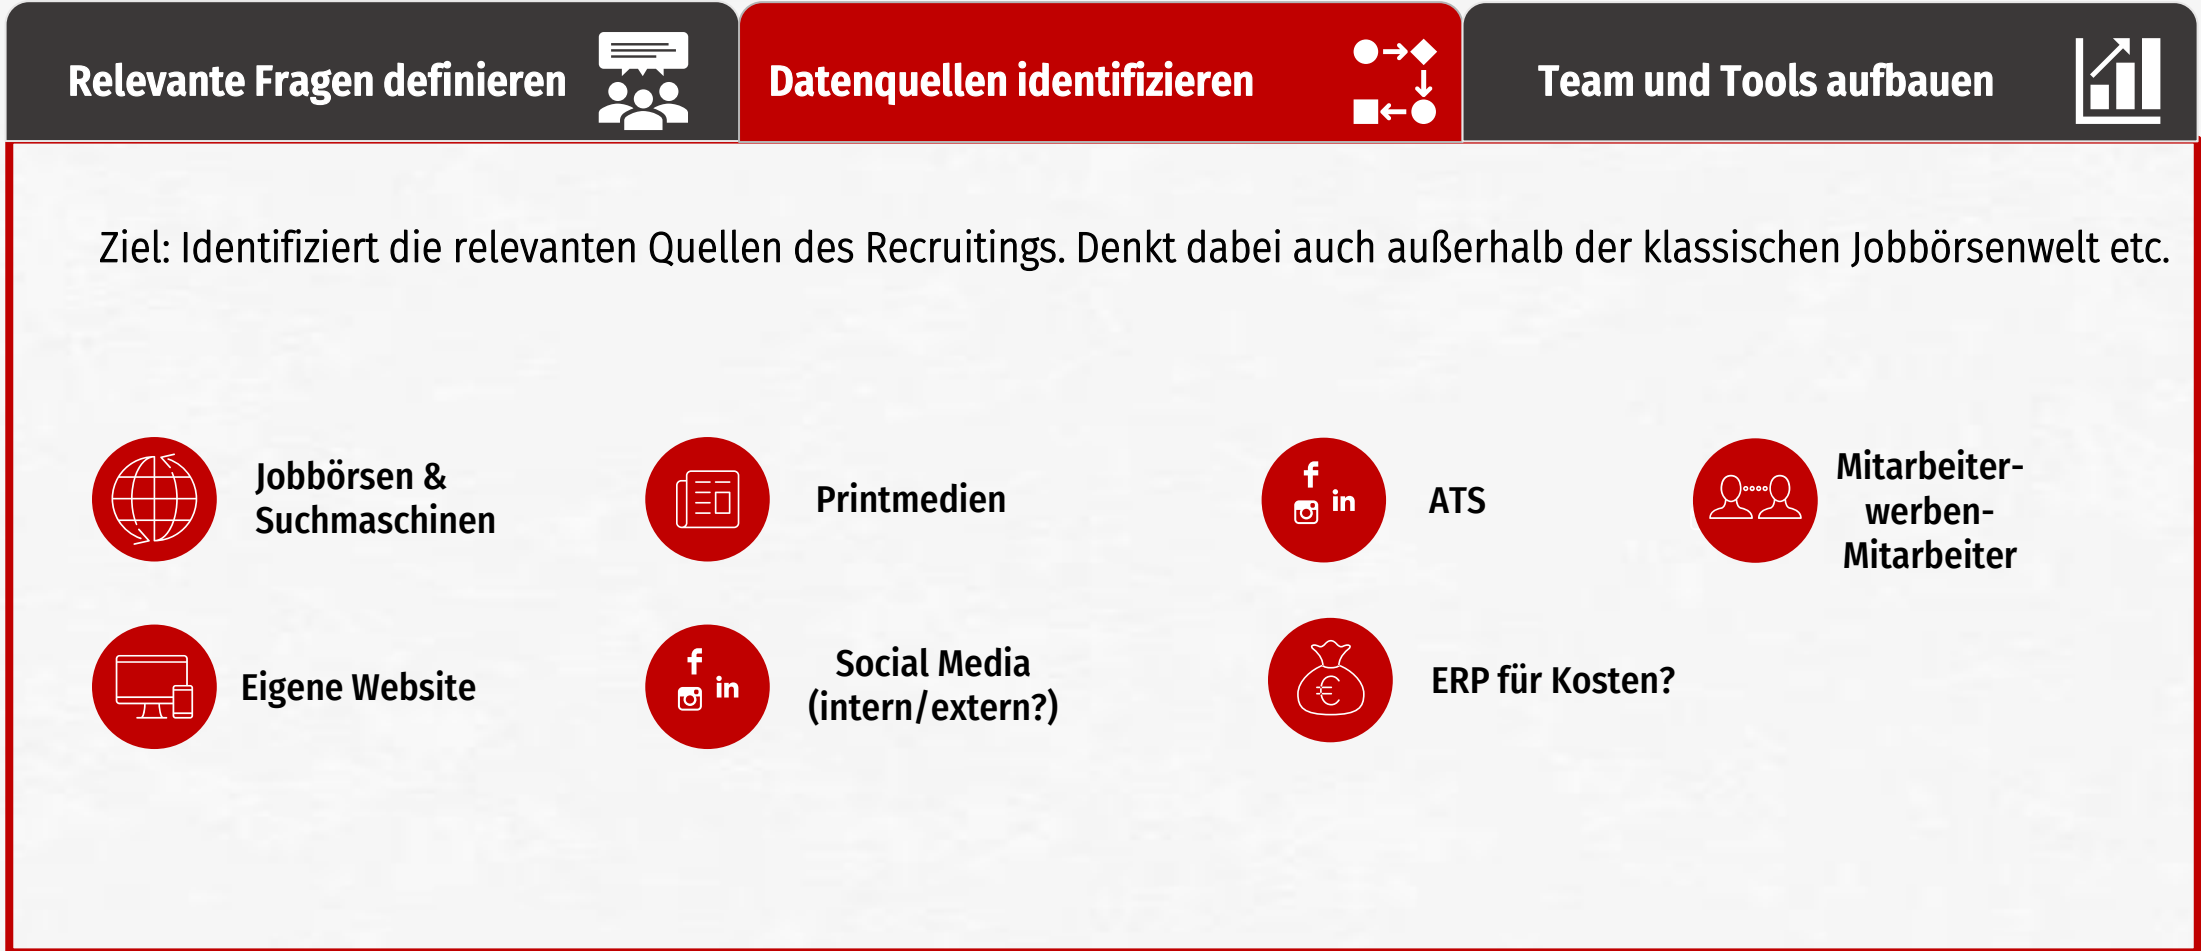 Relevante Fragen definieren
Datenquellen identifizieren
Team und Tools aufbauen
Ziel: Identifiziert die relevanten Quellen des Recruitings. Denkt dabei auch außerhalb der klassischen Jobbörsenwelt etc.
Jobbörsen &
Suchmaschinen
Printmedien
f
in
ATS
Mitarbeiter-
werben-
Mitarbeiter
Eigene Website
f
in
Social Media
(intern/extern?)
€
ERP für Kosten?